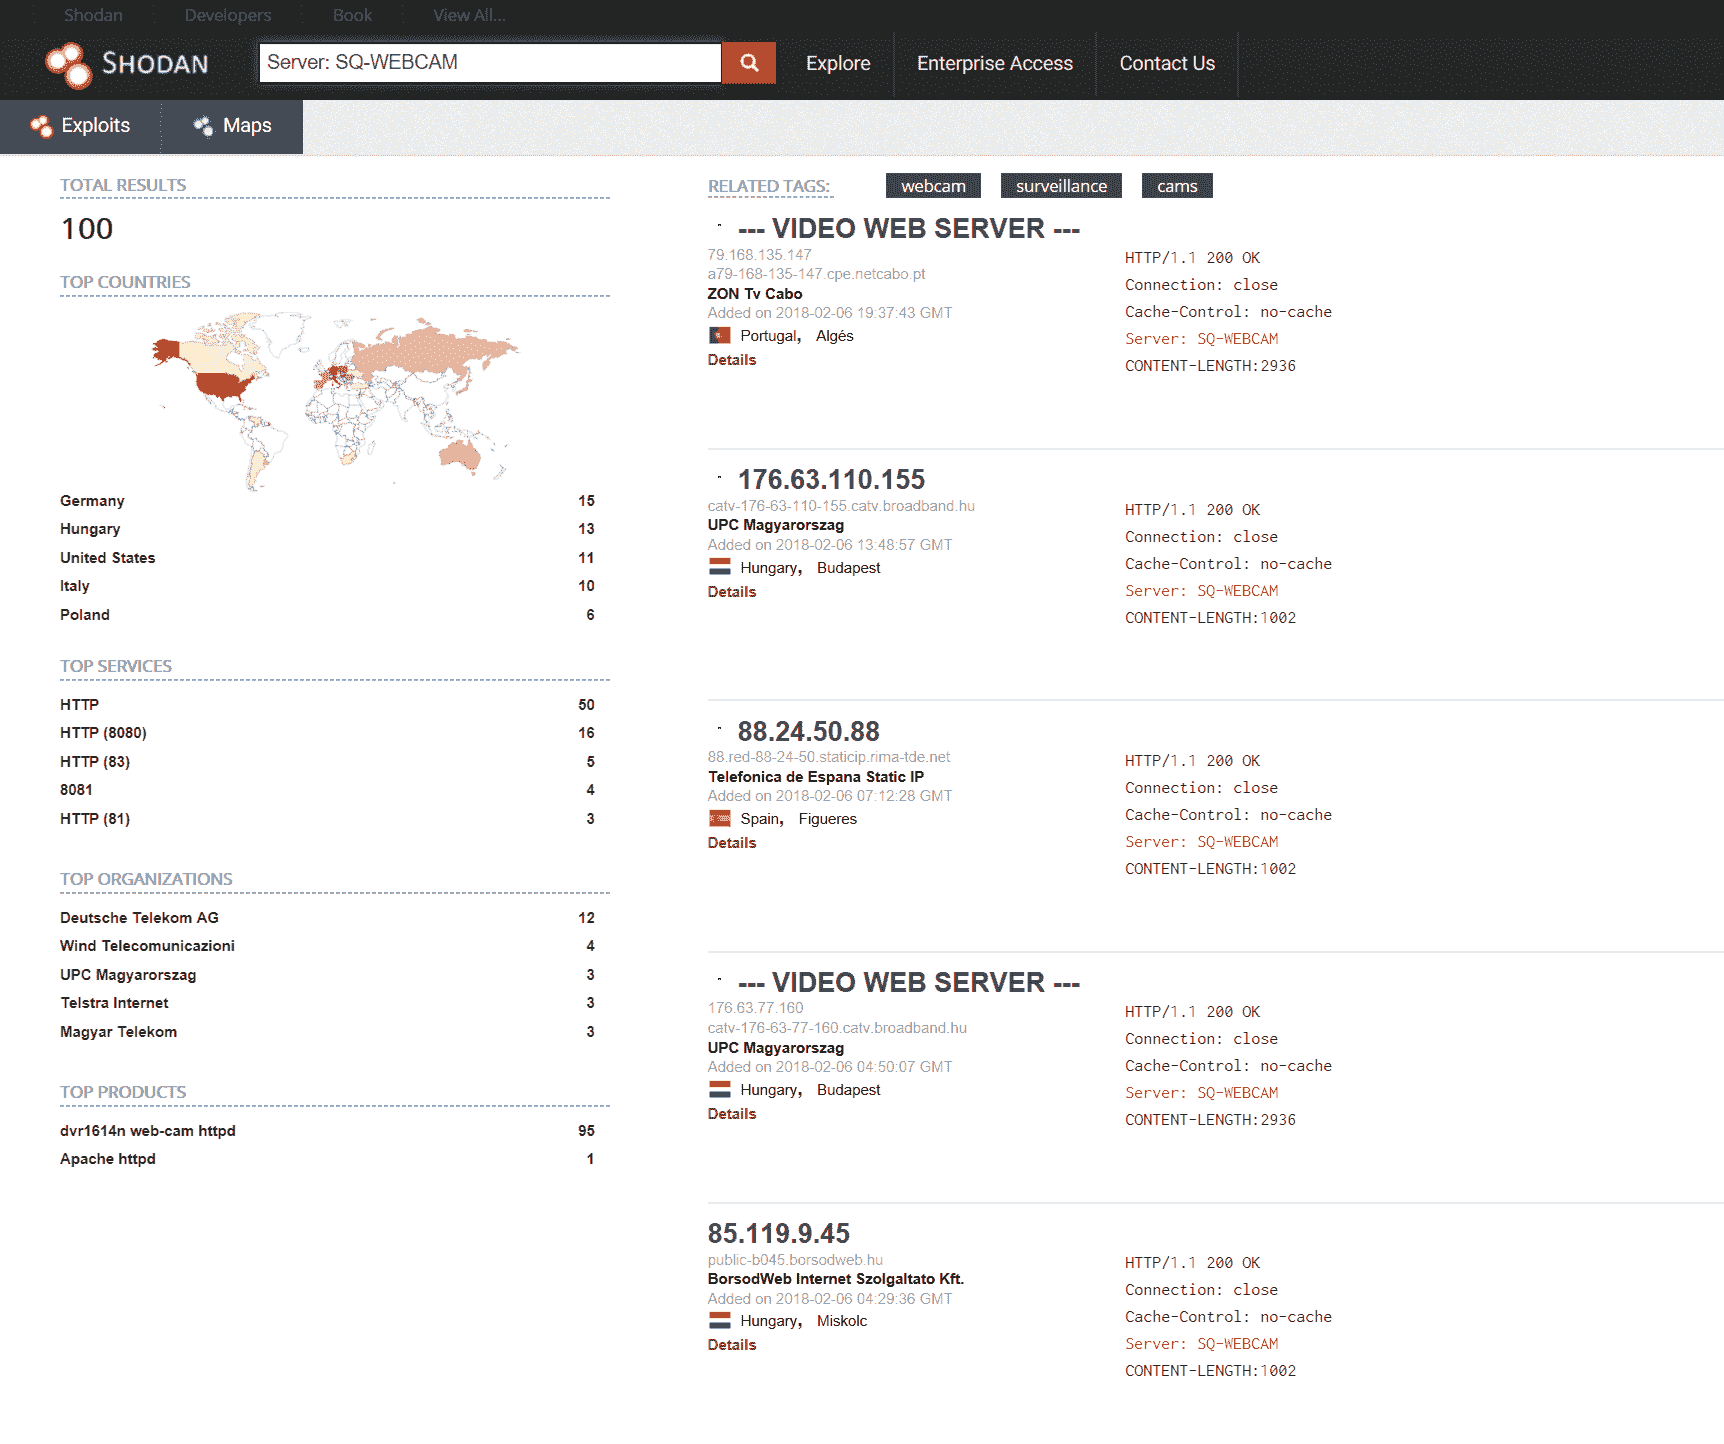 Shodan Developers Book View All...
SHODAN Server: SQ-WEBCAM Explore Enterprise Access Contact Us
Exploits Maps
TOTAL RESULTS
100
TOP COUNTRIES
Germany 15
Hungary 13
United States 11
Italy 10
Poland 6
TOP SERVICES
HTTP 50
HTTP (8080) 16
HTTP (83) 5
8081 4
HTTP (81) 3
TOP ORGANIZATIONS
Deutsche Telekom AG 12
Wind Telecomunicazioni 4
UPC Magyarorszag 3
Telstra Internet 3
Magyar Telekom 3
TOP PRODUCTS
dvr1614n web-cam httpd 95
Apache httpd 1
RELATED TAGS: webcam surveillance cams
--- VIDEO WEB SERVER ---
79.168.135.147
a79-168-135-147.cpe.netcabo.pt
ZON Tv Cabo
Added on 2018-02-06 19:37:43 GMT
Portugal, Algés
Details
HTTP/1.1 200 OK
Connection: close
Cache-Control: no-cache
Server: SQ-WEBCAM
CONTENT-LENGTH:2936
176.63.110.155
catv-176-63-110-155.catv.broadband.hu
UPC Magyarorszag
Added on 2018-02-06 13:48:57 GMT
Hungary, Budapest
Details
HTTP/1.1 200 OK
Connection: close
Cache-Control: no-cache
Server: SQ-WEBCAM
CONTENT-LENGTH:1002
88.24.50.88
88.red-88-24-50.staticip.rima-tde.net
Telefonica de Espana Static IP
Added on 2018-02-06 07:12:28 GMT
Spain, Figueres
Details
HTTP/1.1 200 OK
Connection: close
Cache-Control: no-cache
Server: SQ-WEBCAM
CONTENT-LENGTH:1002
--- VIDEO WEB SERVER ---
176.63.77.160
catv-176-63-77-160.catv.broadband.hu
UPC Magyarorszag
Added on 2018-02-06 04:50:07 GMT
Hungary, Budapest
Details
HTTP/1.1 200 OK
Connection: close
Cache-Control: no-cache
Server: SQ-WEBCAM
CONTENT-LENGTH:2936
85.119.9.45
public-b045.borsodweb.hu
BorsodWeb Internet Szolgaltato Kft.
Added on 2018-02-06 04:29:36 GMT
Hungary, Miskolc
Details
HTTP/1.1 200 OK
Connection: close
Cache-Control: no-cache
Server: SQ-WEBCAM
CONTENT-LENGTH:1002